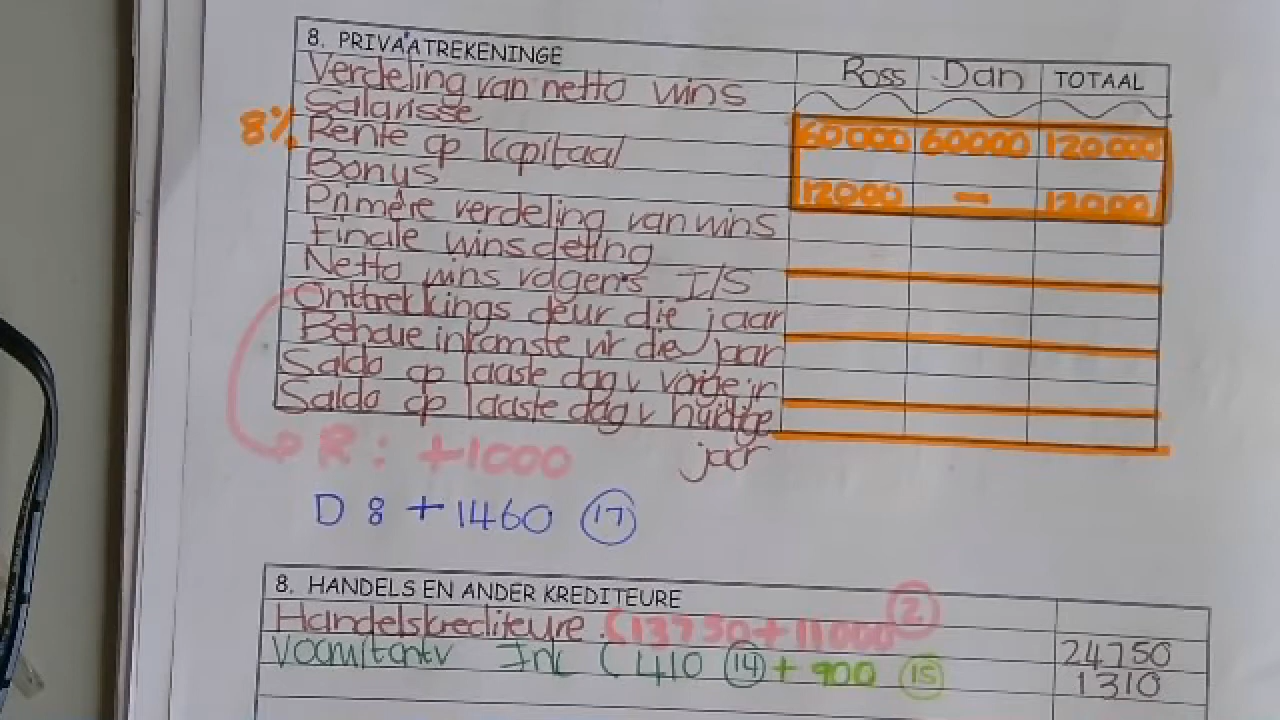 8. PRIVAATREKENINGE Ross Dan TOTAAL
Verdeling van netto wins
Salarisse 60000 60000 120000
8% Rente op kapitaal
Bonus 12000 - 12000
Primêre verdeling van wins
Finale winsdeling
Netto wins volgens I/S
Onttrekkings deur die jaar
Behoue inkomste vir die jaar
Saldo op laaste dag v vorige jr
Saldo op laaste dag v huidige
jaar
R: +1000
D 8 + 1460 17
8. HANDELS EN ANDER KREDITEURE
Handelskrediteure (13750+11000 2 24750
Ink (410 14 + 900 15 1310